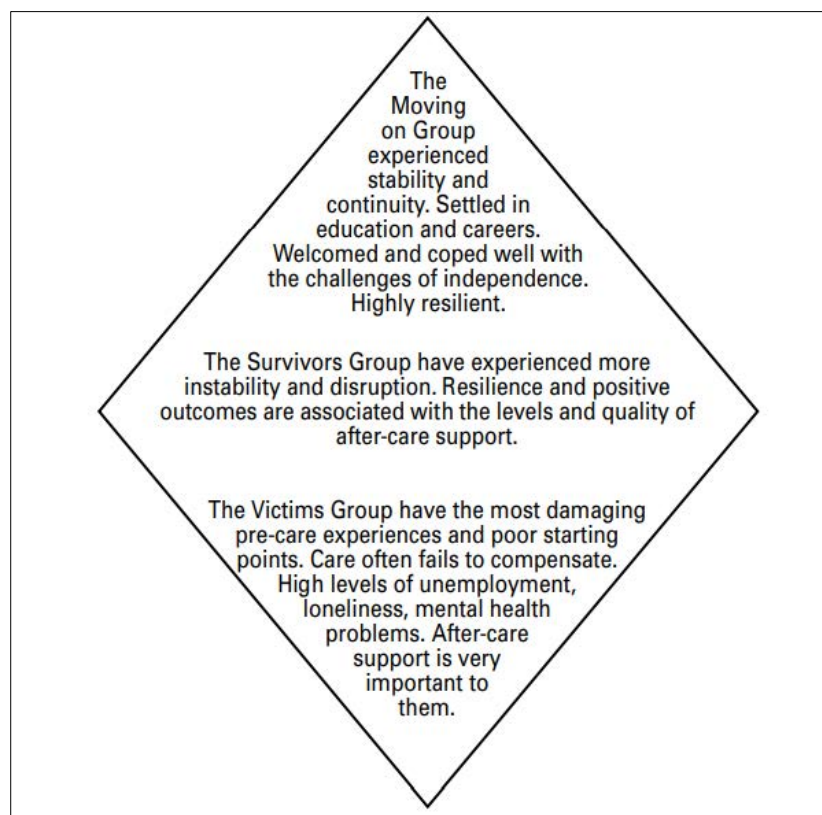 The
Moving
on Group
experienced
stability and
continuity. Settled in
education and careers.
Welcomed and coped well with
the challenges of independence.
Highly resilient.
The Survivors Group have experienced more
instability and disruption. Resilience and positive
outcomes are associated with the levels and quality of
after-care support.
The Victims Group have the most damaging
pre-care experiences and poor starting
points. Care often fails to compensate.
High levels of unemployment,
loneliness, mental health
problems. After-care
support is very
important to
them.